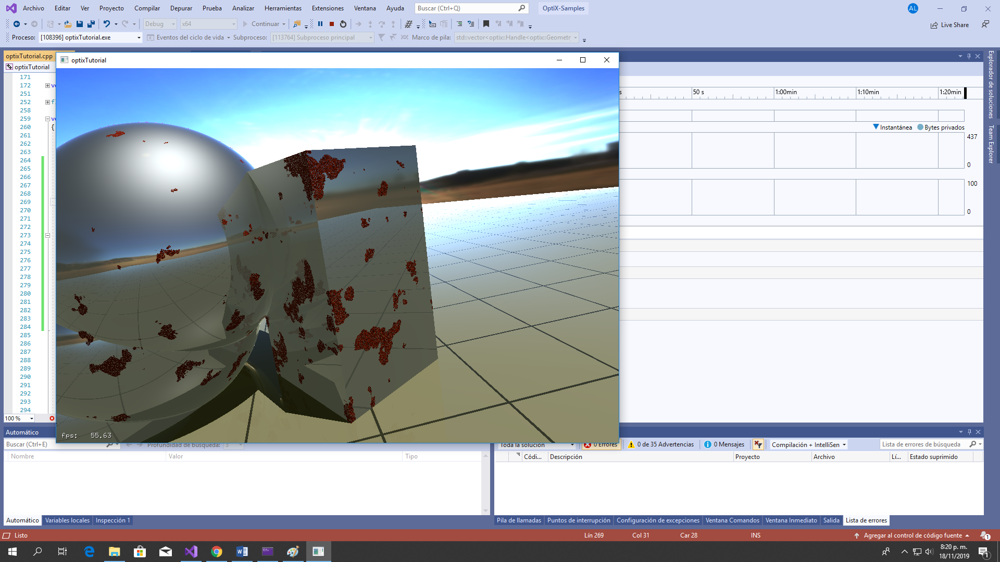 Archivo Editar Ver Proyecto Compilar Depurar Prueba Analizar Herramientas Extensiones Ventana Ayuda Buscar (Ctrl+Q) OptiX-Samples AL
Debug x64 Continuar Live Share
Proceso: [108396] optixTutorial.exe Eventos del ciclo de vida Subproceso: [113764] Subproceso principal Marco de pila: std::vector<optix::Handle<optix::Geometr
optixTutorial.cpp
optixTutorial
optixTutorial
171
172
251
252
258
259
260
261
262
263
264
265
266
267
268
269
270
271
272
273
274
275
276
277
278
279
280
281
282
283
284
285
286
287
288
289
290
291
292
293
294
100 %
fps: 55.63
50 s 1:00min 1:10min 1:20min
Instantánea Bytes privados
437
0
100
0
Explorador de soluciones
Team Explorer
Automático
Buscar (Ctrl+E) Profundidad de búsqueda: 3
Nombre Valor Tipo
Automático Variables locales Inspección 1
Toda la solución 0 Errores 0 de 35 Advertencias 0 Mensajes Compilación + IntelliSen Lista de errores de búsqueda
Códi... Descripción Proyecto Archivo Lí... Estado suprimido
Pila de llamadas Puntos de interrupción Configuración de excepciones Ventana Comandos Ventana Inmediato Salida Lista de errores
Listo Lín 269 Col 31 Car 28 INS Agregar al control de código fuente 1
8:20 p. m.
18/11/2019
1